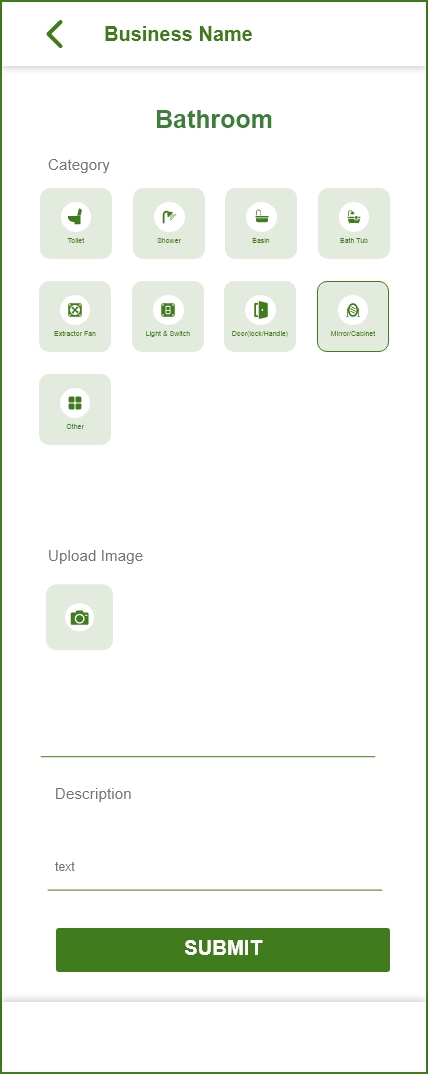 Business Name
Bathroom
Category
Toilet
Shower
Basin
Bath Tub
Extractor Fan
Light & Switch
Door(lock/Handle)
Mirror/Cabinet
Other
Upload Image
Description
text
SUBMIT